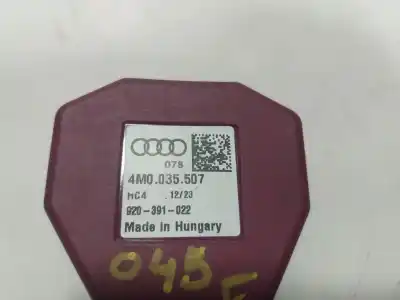 078
4M0.035.507
HC4 12/23
920-391-022
Made in Hungary
045
F